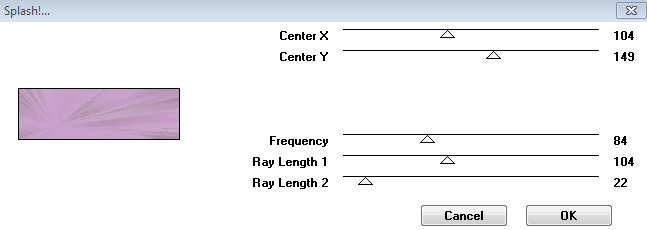 Splash!...
Center X 104
Center Y 149
Frequency 84
Ray Length 1 104
Ray Length 2 22
Cancel OK